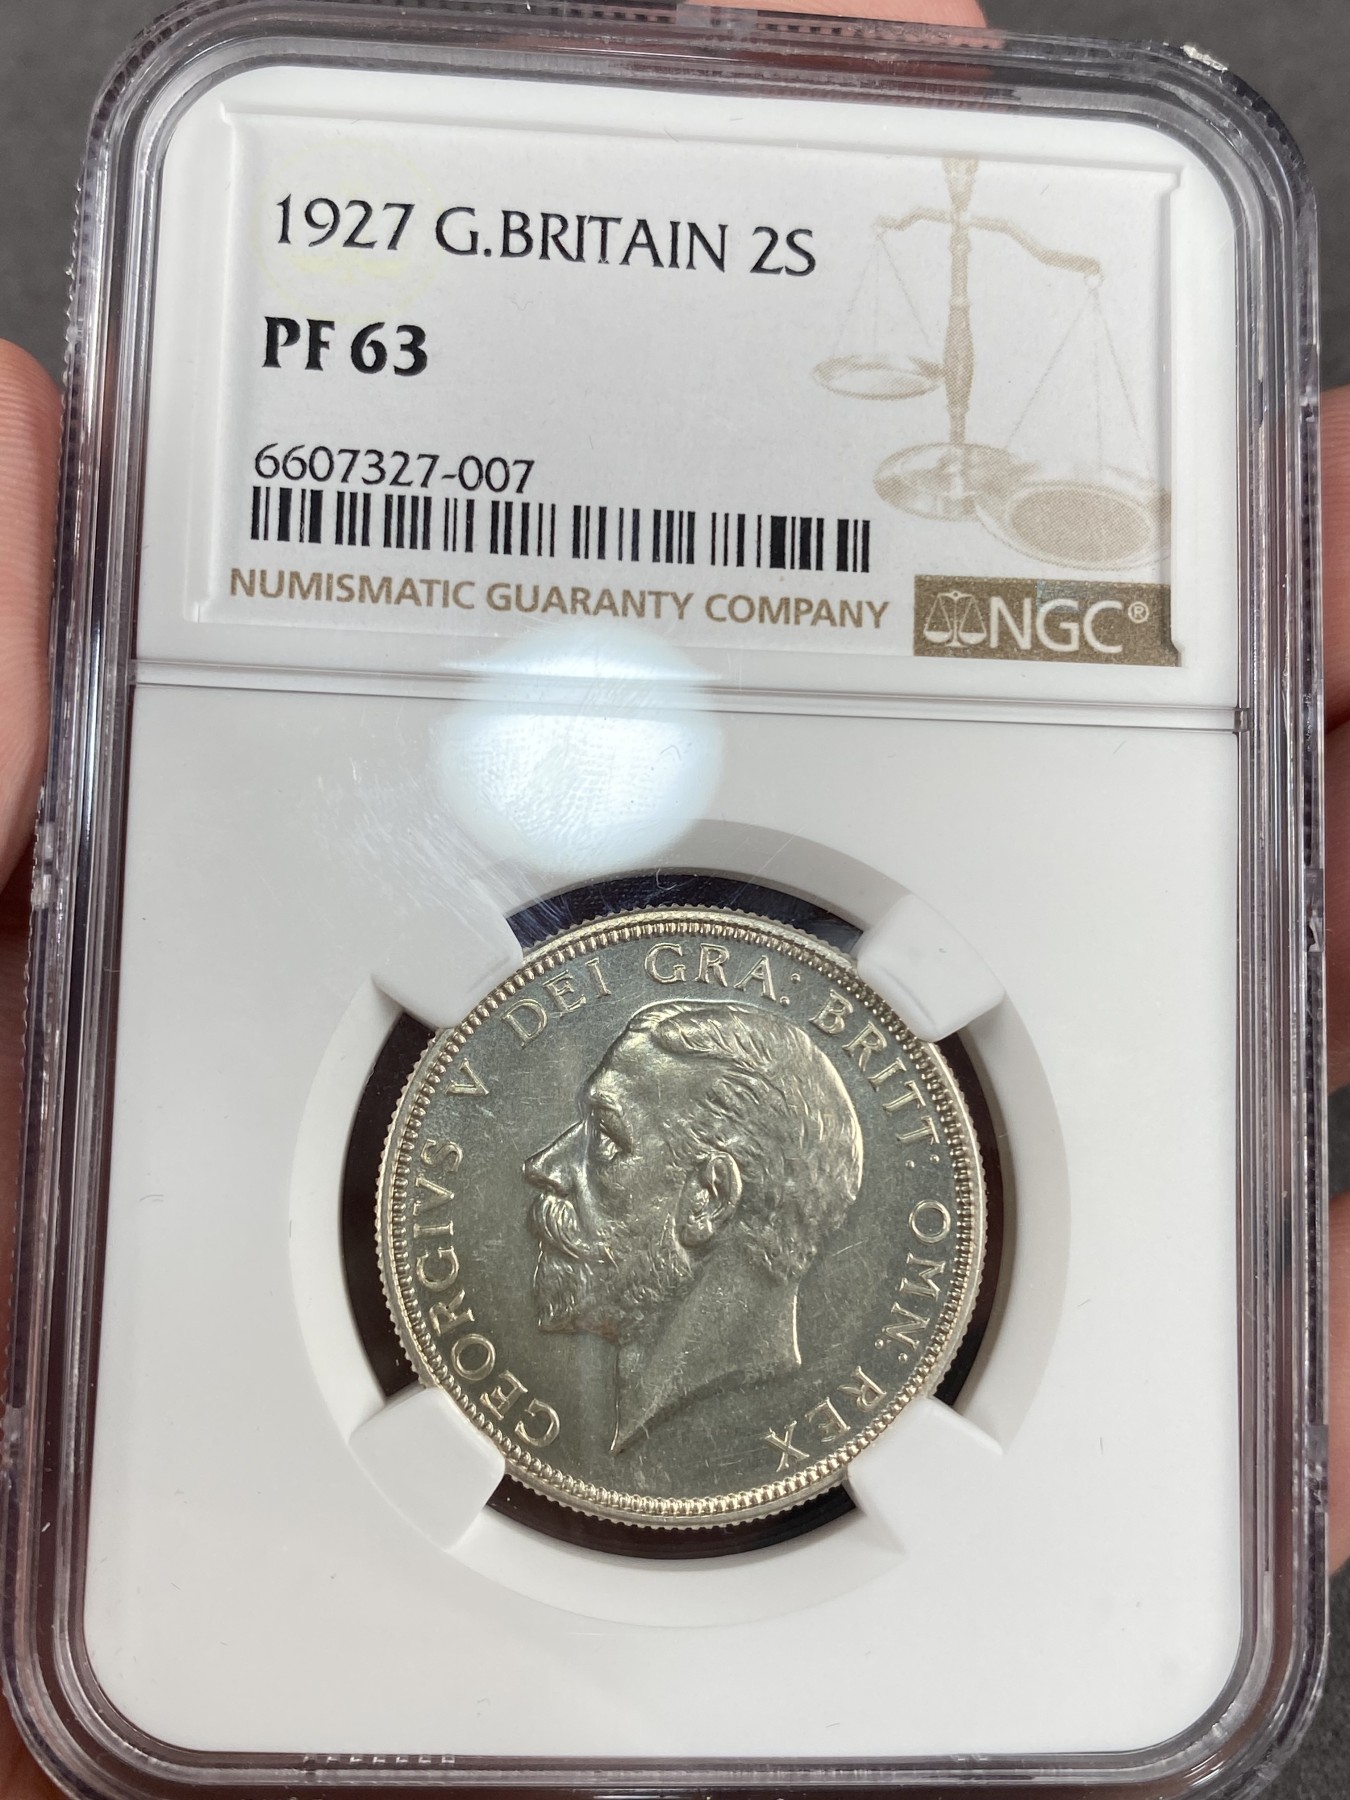 1927 G.BRITAIN 2S
PF 63
6607327-007
NUMISMATIC GUARANTY COMPANY
NGC®
GEORGIVS V DEI GRA: BRITT: OMN: REX